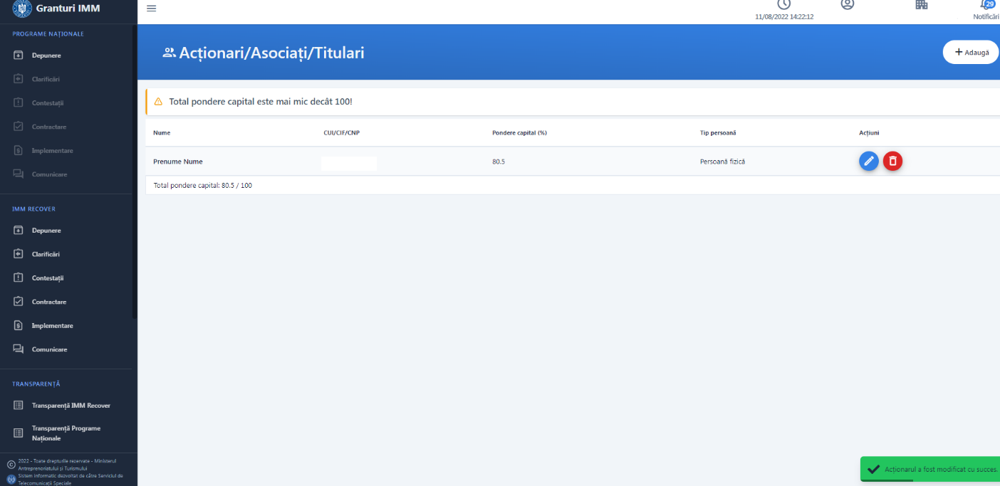 Granturi IMM
PROGRAME NAȚIONALE
Depunere
Clarificări
Contestații
Contractare
Implementare
Comunicare
IMM RECOVER
Depunere
Clarificări
Contestații
Contractare
Implementare
Comunicare
TRANSPARENȚĂ
Transparență IMM Recover
Transparență Programe
Naționale
2022 - Toate drepturile rezervate - Ministerul
Antreprenoriatului și Turismului
Sistem informatic dezvoltat de către Serviciul de
Telecomunicații Speciale
11/08/2022 14:22:12
29
Notificări
Acționari/Asociați/Titulari
+ Adaugă
Total pondere capital este mai mic decât 100!
Nume CUI/CIF/CNP Pondere capital (%) Tip persoană Acțiuni
Prenume Nume 80.5 Persoană fizică
Total pondere capital: 80.5 / 100
Acționarul a fost modificat cu succes.